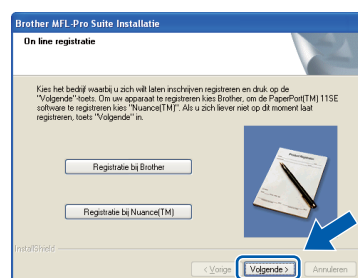 Brother MFL-Pro Suite Installatie
On line registratie
Kies het bedrijf waarbij u zich wilt laten inschrijven registreren en druk op de
"Volgende"-toets. Om uw apparaat te registreren kies Brother, om de PaperPort(TM) 11SE
software te registreren kies "Nuance(TM)". Als u zich liever niet op dit moment laat
registreren, toets "Volgende" in.
Registratie bij Brother
Product Registration
Registratie bij Nuance(TM)
InstallShield
< Vorige
Volgende >
Annuleren